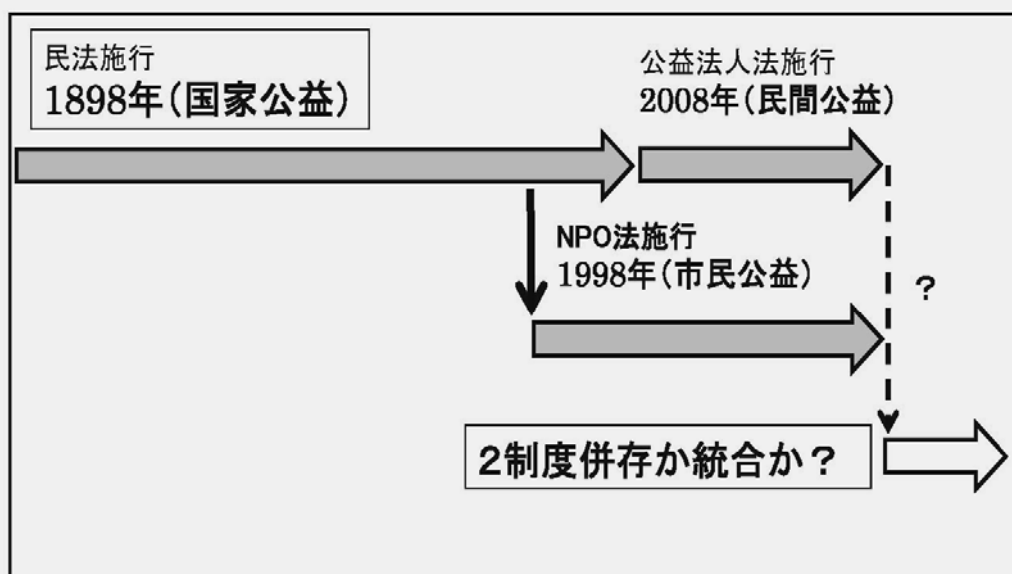 民法施行
1898年(国家公益)
公益法人法施行
2008年(民間公益)
NPO法施行
1998年(市民公益)
?
2制度併存か統合か?